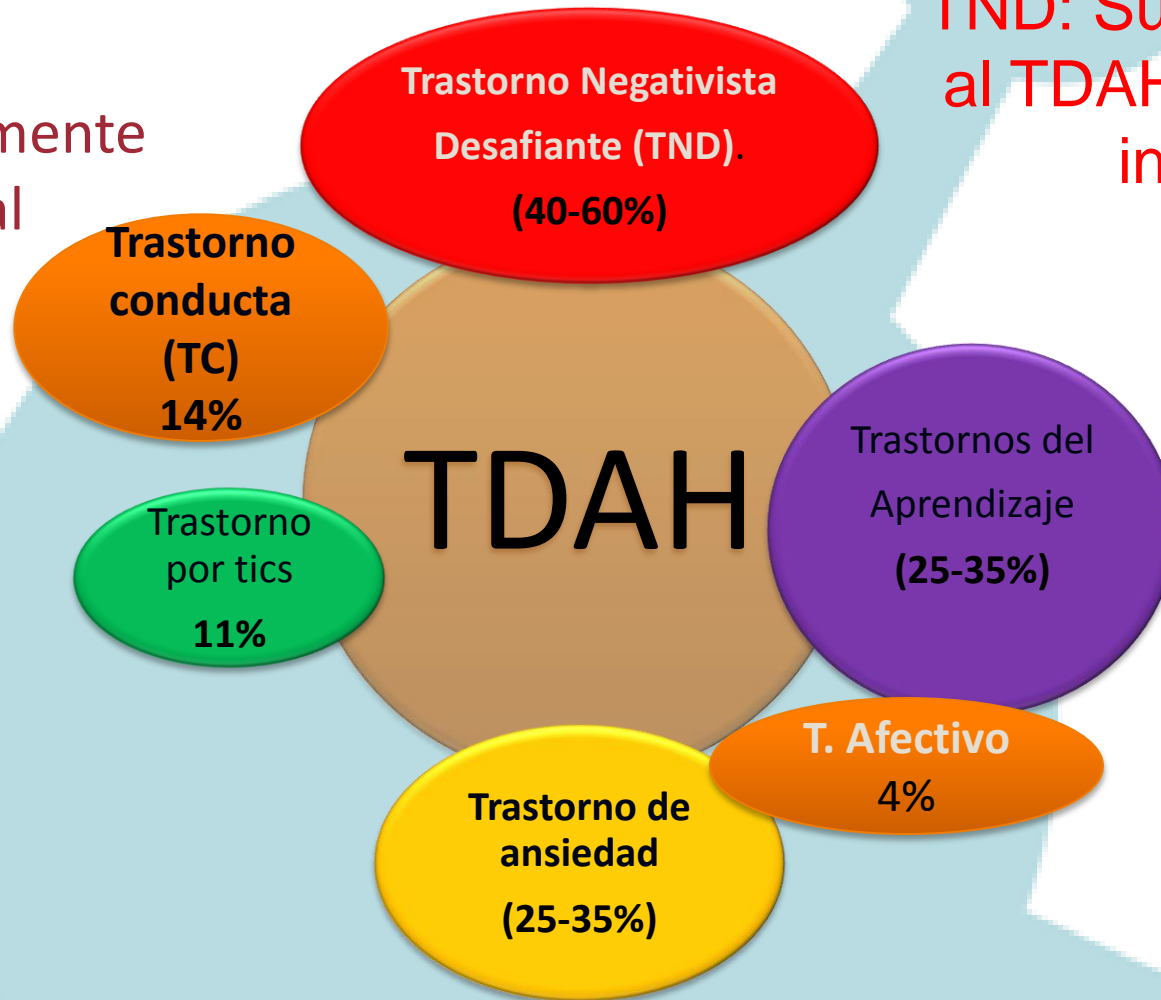 TND: Su
al TDAH
in
mente
al
Trastorno Negativista
Desafiante (TND).
(40-60%)
Trastorno
conducta
(TC)
14%
TDAH
Trastornos del
Aprendizaje
(25-35%)
Trastorno
por tics
11%
T. Afectivo
4%
Trastorno de
ansiedad
(25-35%)